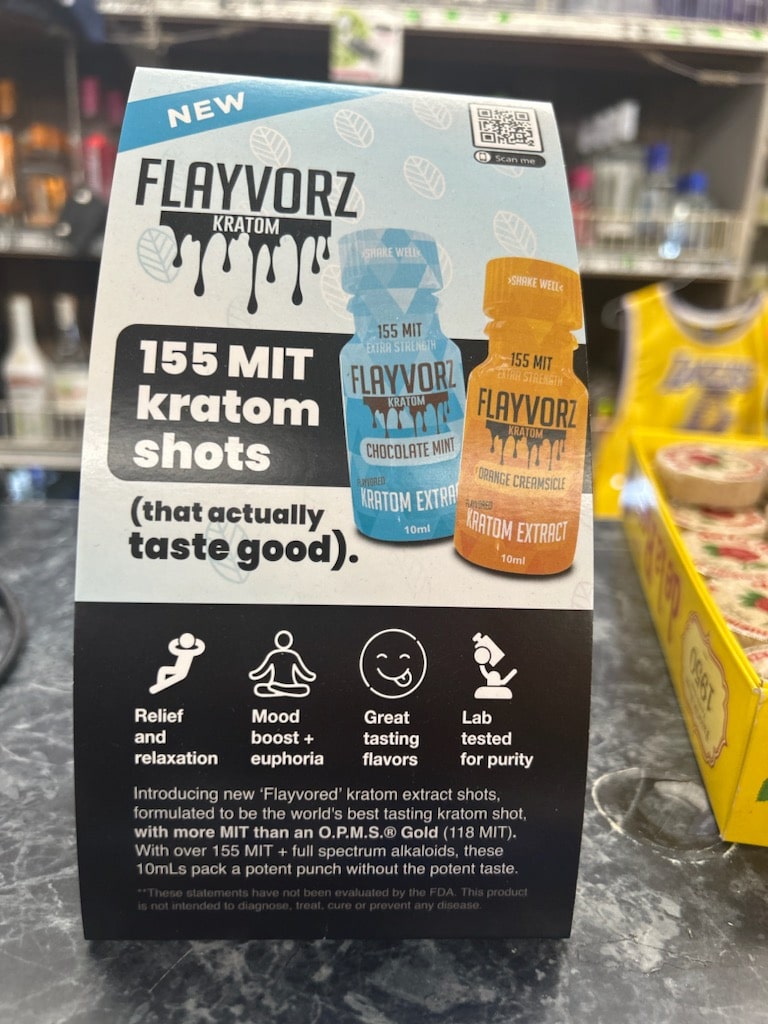 NEW
Scan me
FLAYVORZ
KRATOM
155 MIT
kratom
shots
(that actually
taste good).
SHAKE WELL
155 MIT
EXTRA STRENGTH
FLAYVORZ
KRATOM
CHOCOLATE MINT
FLAVORED
KRATOM EXTRA
10ml
SHAKE WELL
155 MIT
EXTRA STRENGTH
FLAYVORZ
KRATOM
ORANGE CREAMSICLE
FLAVORED
KRATOM EXTRACT
10ml
Relief
and
relaxation
Mood
boost +
euphoria
Great
tasting
flavors
Lab
tested
for purity
Introducing new 'Flayvored' kratom extract shots,
formulated to be the world's best tasting kratom shot,
with more MIT than an O.P.M.S.® Gold (118 MIT).
With over 155 MIT + full spectrum alkaloids, these
10mLs pack a potent punch without the potent taste.
**These statements have not been evaluated by the FDA. This product
is not intended to diagnose, treat, cure or prevent any disease.
LAKERS